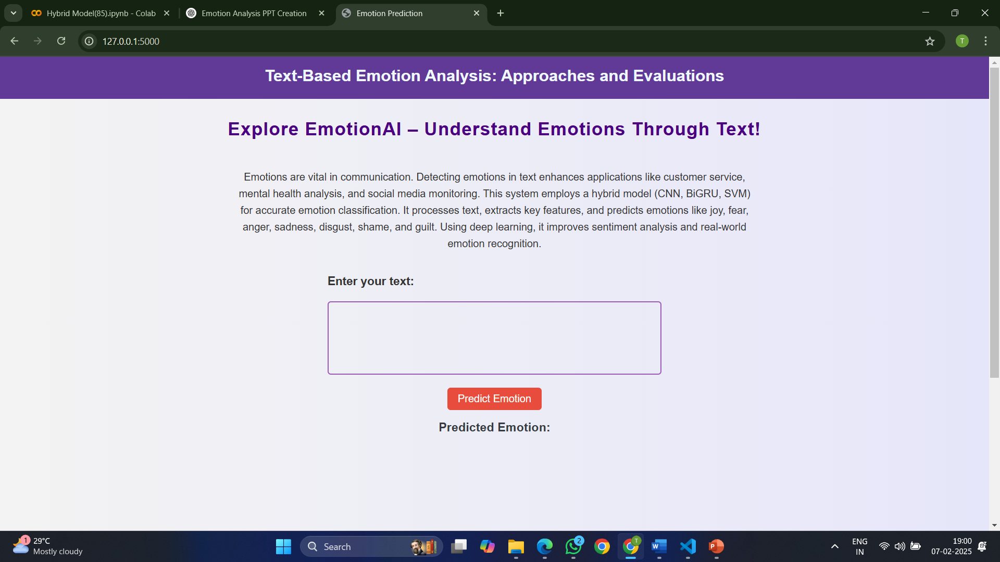 Hybrid Model(85).ipynb - Colab
Emotion Analysis PPT Creation
Emotion Prediction
127.0.0.1:5000
T
Text-Based Emotion Analysis: Approaches and Evaluations
Explore EmotionAI – Understand Emotions Through Text!
Emotions are vital in communication. Detecting emotions in text enhances applications like customer service,
mental health analysis, and social media monitoring. This system employs a hybrid model (CNN, BiGRU, SVM)
for accurate emotion classification. It processes text, extracts key features, and predicts emotions like joy, fear,
anger, sadness, disgust, shame, and guilt. Using deep learning, it improves sentiment analysis and real-world
emotion recognition.
Enter your text:
Predict Emotion
Predicted Emotion:
1
29°C
Mostly cloudy
Search
2
T
W
P
ENG
IN
19:00
07-02-2025